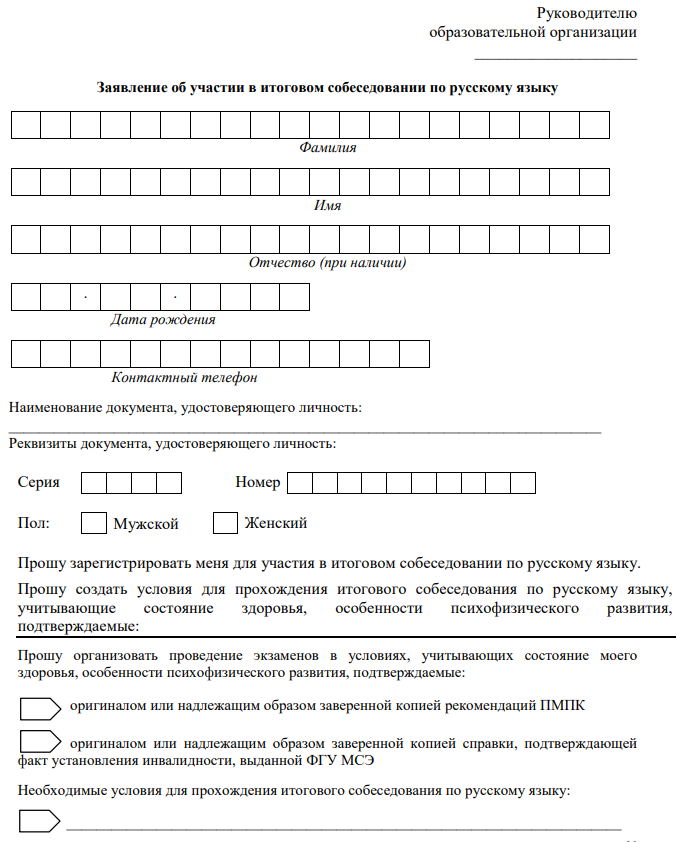 Руководителю
образовательной организации
____________________
Заявление об участии в итоговом собеседовании по русскому языку
Фамилия
Имя
Отчество (при наличии)
. .
Дата рождения
Контактный телефон
Наименование документа, удостоверяющего личность:
Реквизиты документа, удостоверяющего личность:
Серия Номер
Пол: Мужской Женский
Прошу зарегистрировать меня для участия в итоговом собеседовании по русскому языку.
Прошу создать условия для прохождения итогового собеседования по русскому языку,
учитывающие состояние здоровья, особенности психофизического развития,
подтверждаемые:
Прошу организовать проведение экзаменов в условиях, учитывающих состояние моего
здоровья, особенности психофизического развития, подтверждаемые:
оригиналом или надлежащим образом заверенной копией рекомендаций ПМПК
оригиналом или надлежащим образом заверенной копией справки, подтверждающей
факт установления инвалидности, выданной ФГУ МСЭ
Необходимые условия для прохождения итогового собеседования по русскому языку: